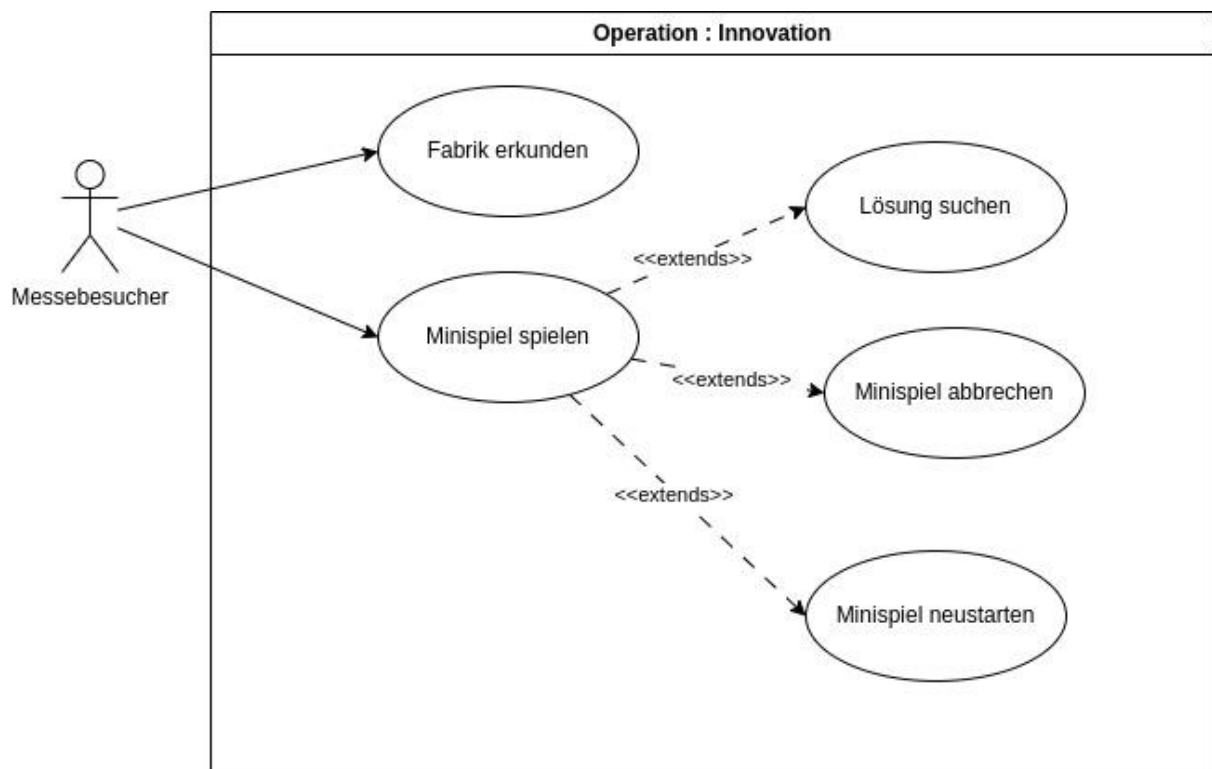 Operation : Innovation
Fabrik erkunden
Lösung suchen
<<extends>>
Messebesucher
Minispiel spielen
<<extends>>
Minispiel abbrechen
<<extends>>
Minispiel neustarten